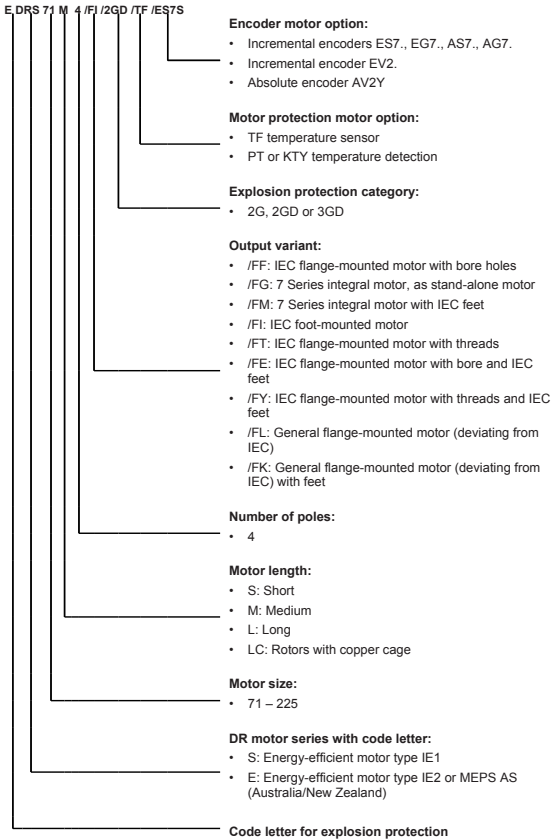 E DRS 71 M 4 /FI /2GD /TF /ES7S
Encoder motor option:
• Incremental encoders ES7., EG7., AS7., AG7.
• Incremental encoder EV2.
• Absolute encoder AV2Y
Motor protection motor option:
• TF temperature sensor
• PT or KTY temperature detection
Explosion protection category:
• 2G, 2GD or 3GD
Output variant:
• /FF: IEC flange-mounted motor with bore holes
• /FG: 7 Series integral motor, as stand-alone motor
• /FM: 7 Series integral motor with IEC feet
• /FI: IEC foot-mounted motor
• /FT: IEC flange-mounted motor with threads
• /FE: IEC flange-mounted motor with bore and IEC
feet
• /FY: IEC flange-mounted motor with threads and IEC
feet
• /FL: General flange-mounted motor (deviating from
IEC)
• /FK: General flange-mounted motor (deviating from
IEC) with feet
Number of poles:
• 4
Motor length:
• S: Short
• M: Medium
• L: Long
• LC: Rotors with copper cage
Motor size:
• 71 – 225
DR motor series with code letter:
• S: Energy-efficient motor type IE1
• E: Energy-efficient motor type IE2 or MEPS AS
(Australia/New Zealand)
Code letter for explosion protection